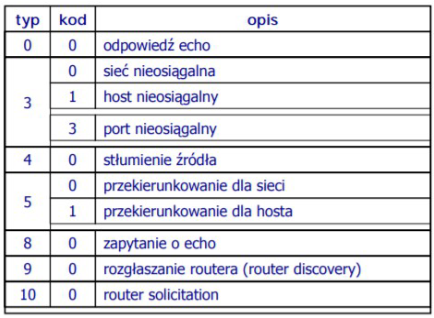 typ kod opis
0 0 odpowiedź echo
3 0 sieć nieosiągalna
1 host nieosiągalny
3 port nieosiągalny
4 0 stłumienie źródła
5 0 przekierunkowanie dla sieci
1 przekierunkowanie dla hosta
8 0 zapytanie o echo
9 0 rozgłaszanie routera (router discovery)
10 0 router solicitation